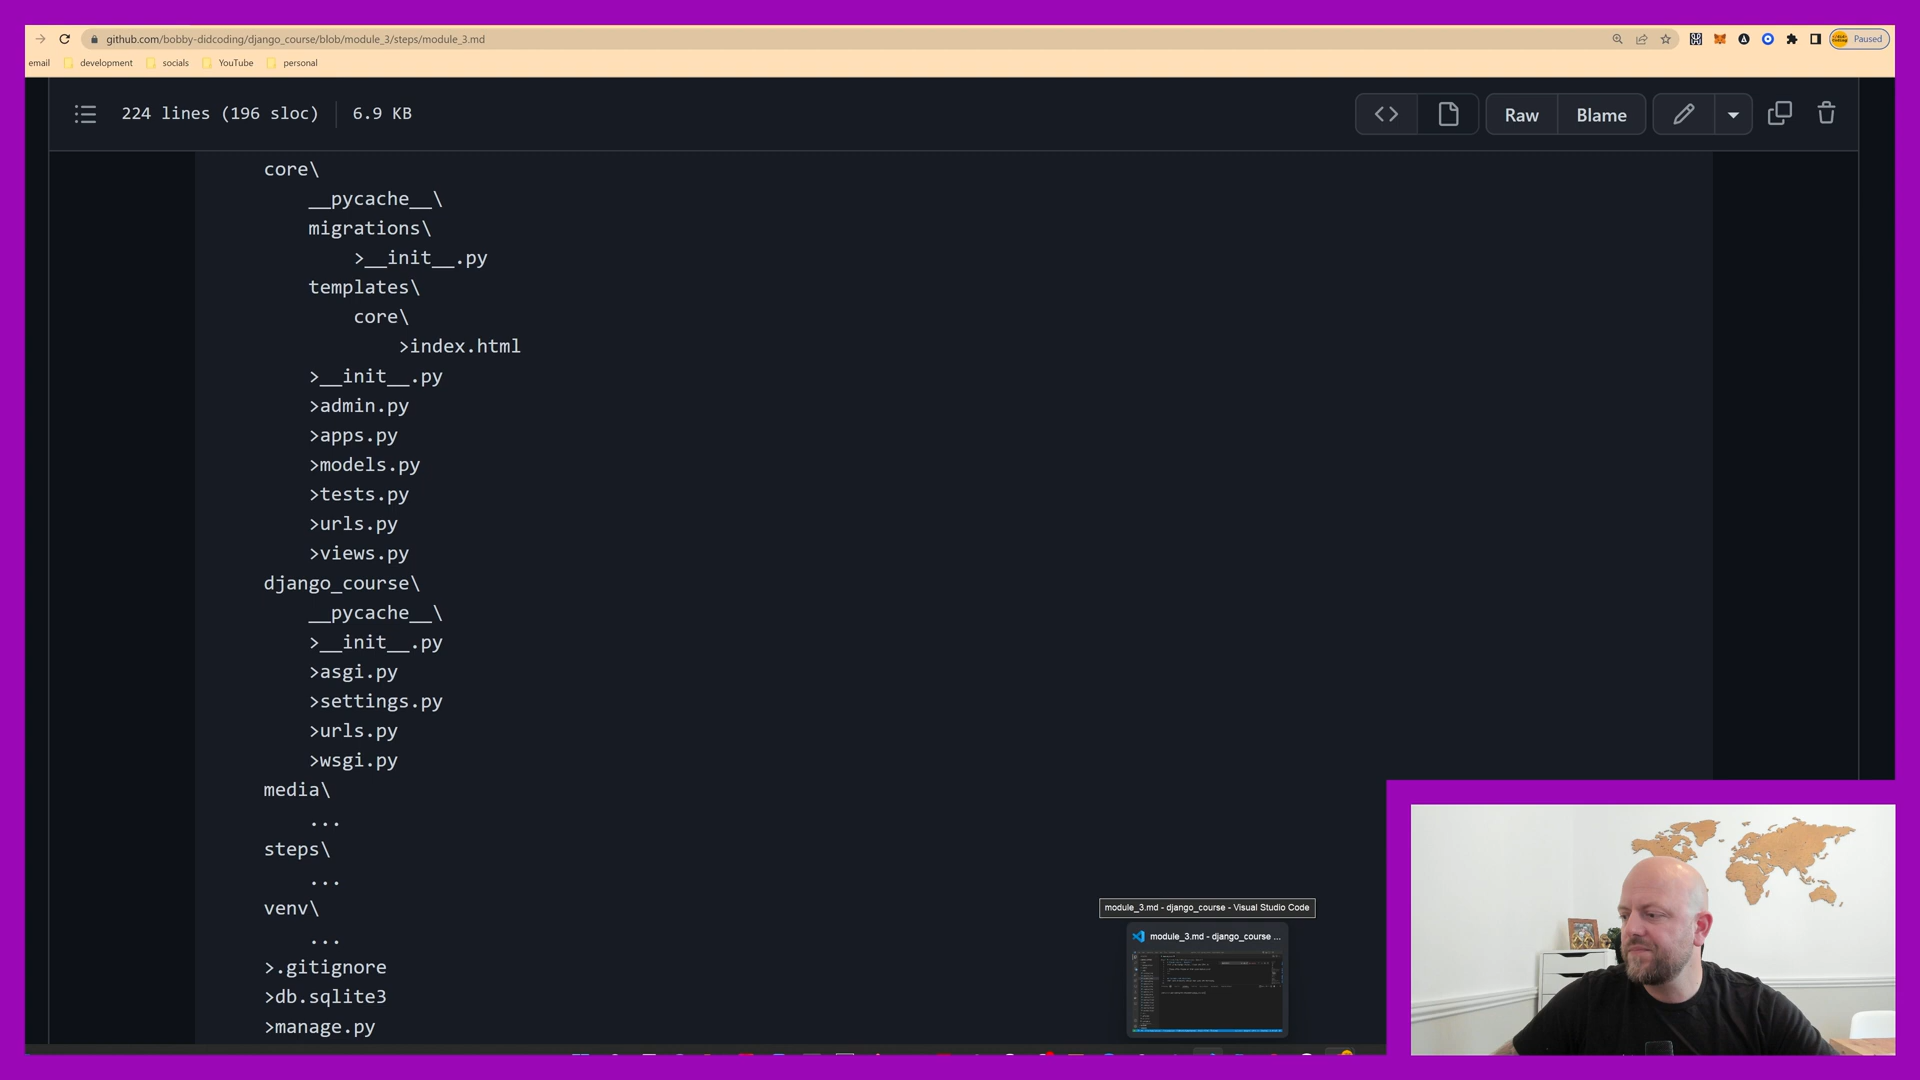 github.com/bobby-didcoding/django_course/blob/module_3/steps/module_3.md
Paused
email
development
socials
YouTube
personal
224 lines (196 sloc)
6.9 KB
Raw
Blame
core\
__pycache__\
migrations\
>__init__.py
templates\
core\
>index.html
>__init__.py
>admin.py
>apps.py
>models.py
>tests.py
>urls.py
>views.py
django_course\
__pycache__\
>__init__.py
>asgi.py
>settings.py
>urls.py
>wsgi.py
media\
...
steps\
...
venv\
...
>.gitignore
>db.sqlite3
>manage.py
module_3.md - django_course - Visual Studio Code
module_3.md - django_course ...